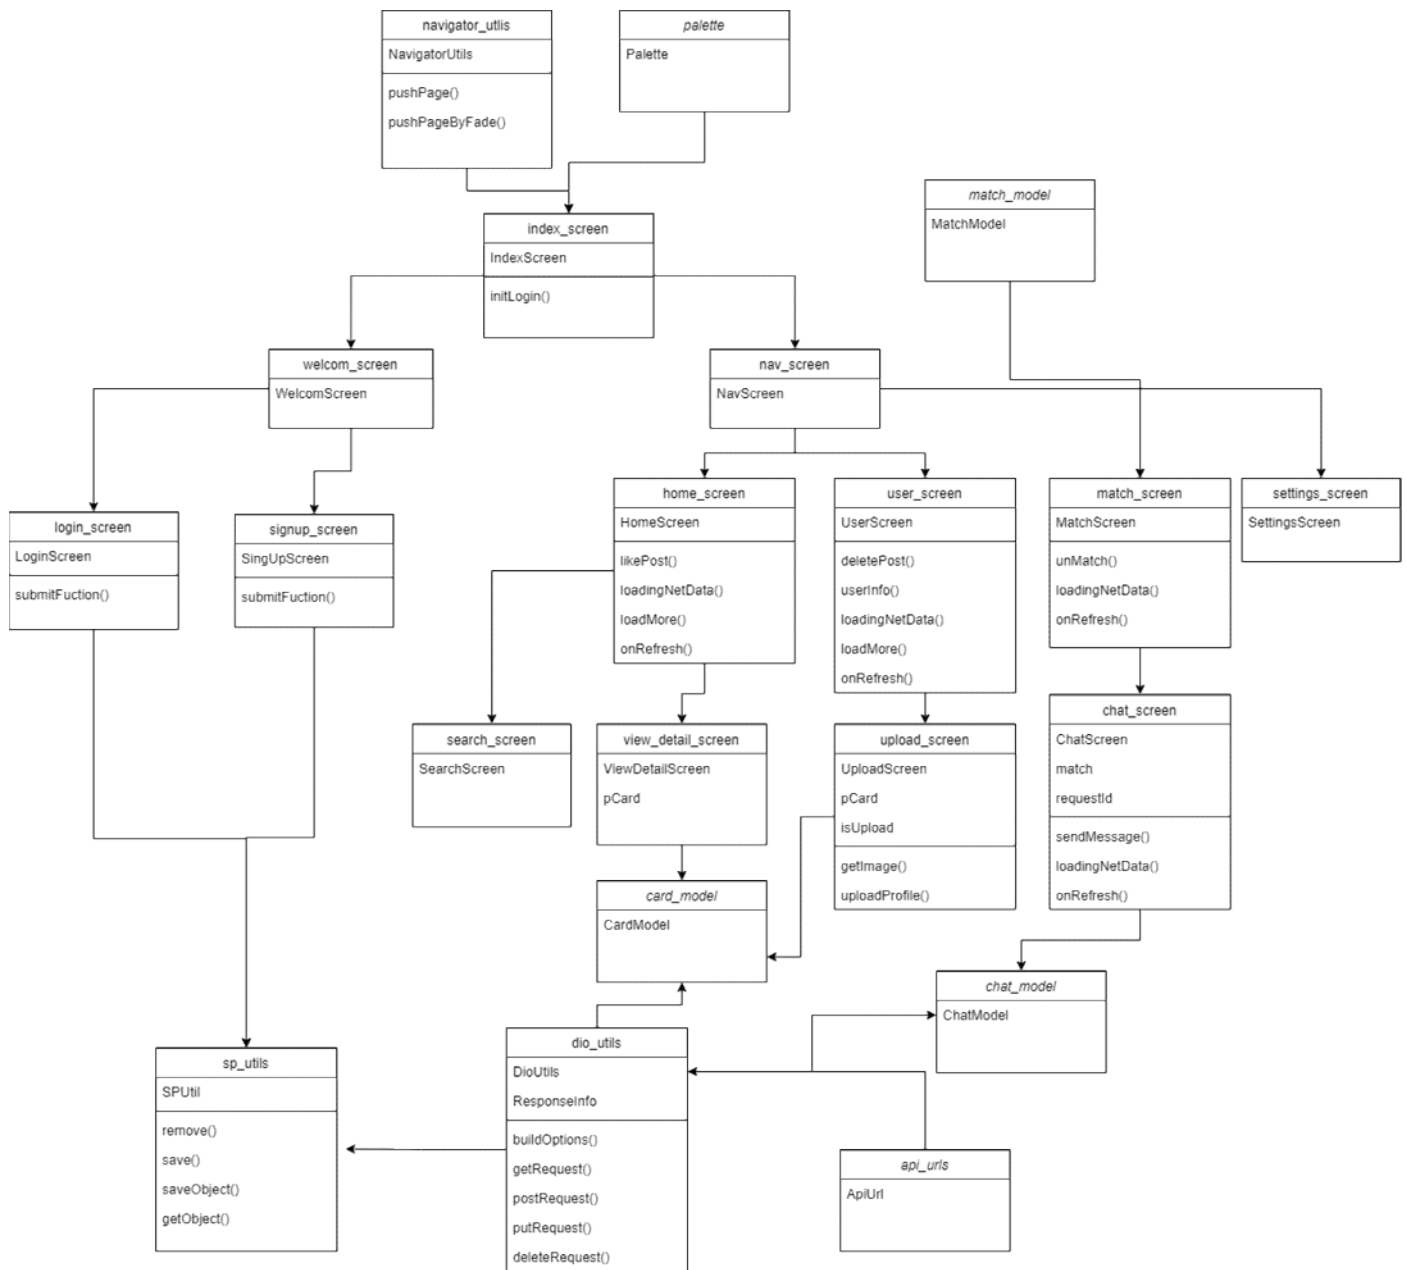 navigator_utlis
NavigatorUtils
pushPage()
pushPageByFade()
palette
Palette
match_model
MatchModel
index_screen
IndexScreen
initLogin()
welcom_screen
WelcomScreen
nav_screen
NavScreen
login_screen
LoginScreen
submitFuction()
signup_screen
SingUpScreen
submitFuction()
home_screen
HomeScreen
likePost()
loadingNetData()
loadMore()
onRefresh()
user_screen
UserScreen
deletePost()
userInfo()
loadingNetData()
loadMore()
onRefresh()
match_screen
MatchScreen
unMatch()
loadingNetData()
onRefresh()
settings_screen
SettingsScreen
search_screen
SearchScreen
view_detail_screen
ViewDetailScreen
pCard
upload_screen
UploadScreen
pCard
isUpload
getImage()
uploadProfile()
chat_screen
ChatScreen
match
requestId
sendMessage()
loadingNetData()
onRefresh()
card_model
CardModel
chat_model
ChatModel
sp_utils
SPUtil
remove()
save()
saveObject()
getObject()
dio_utils
DioUtils
ResponseInfo
buildOptions()
getRequest()
postRequest()
putRequest()
deleteRequest()
api_urls
ApiUrl